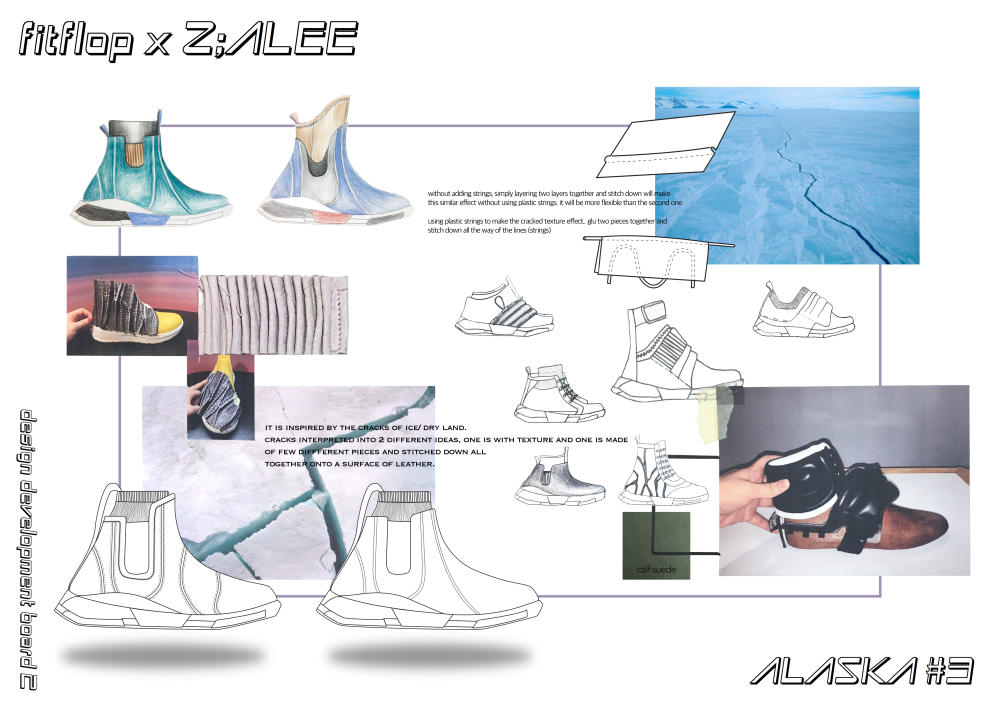 fitflop x Z;ALEE
without adding strings, simply layering two layers together and stitch down will make
this similar effect without using plastic strings. it will be more flexible than the second one
using plastic strings to make the cracked texture effect.. glu two pieces together and
stitch down all the way of the lines (strings)
IT IS INSPIRED BY THE CRACKS OF ICE/ DRY LAND.
CRACKS INTERPRETED INTO 2 DIFFERENT IDEAS, ONE IS WITH TEXTURE AND ONE IS MADE
OF FEW DIFFFERENT PIECES AND STITCHED DOWN ALL
TOGETHER ONTO A SURFACE OF LEATHER.
design development board 2
calf suede
ALASKA #3